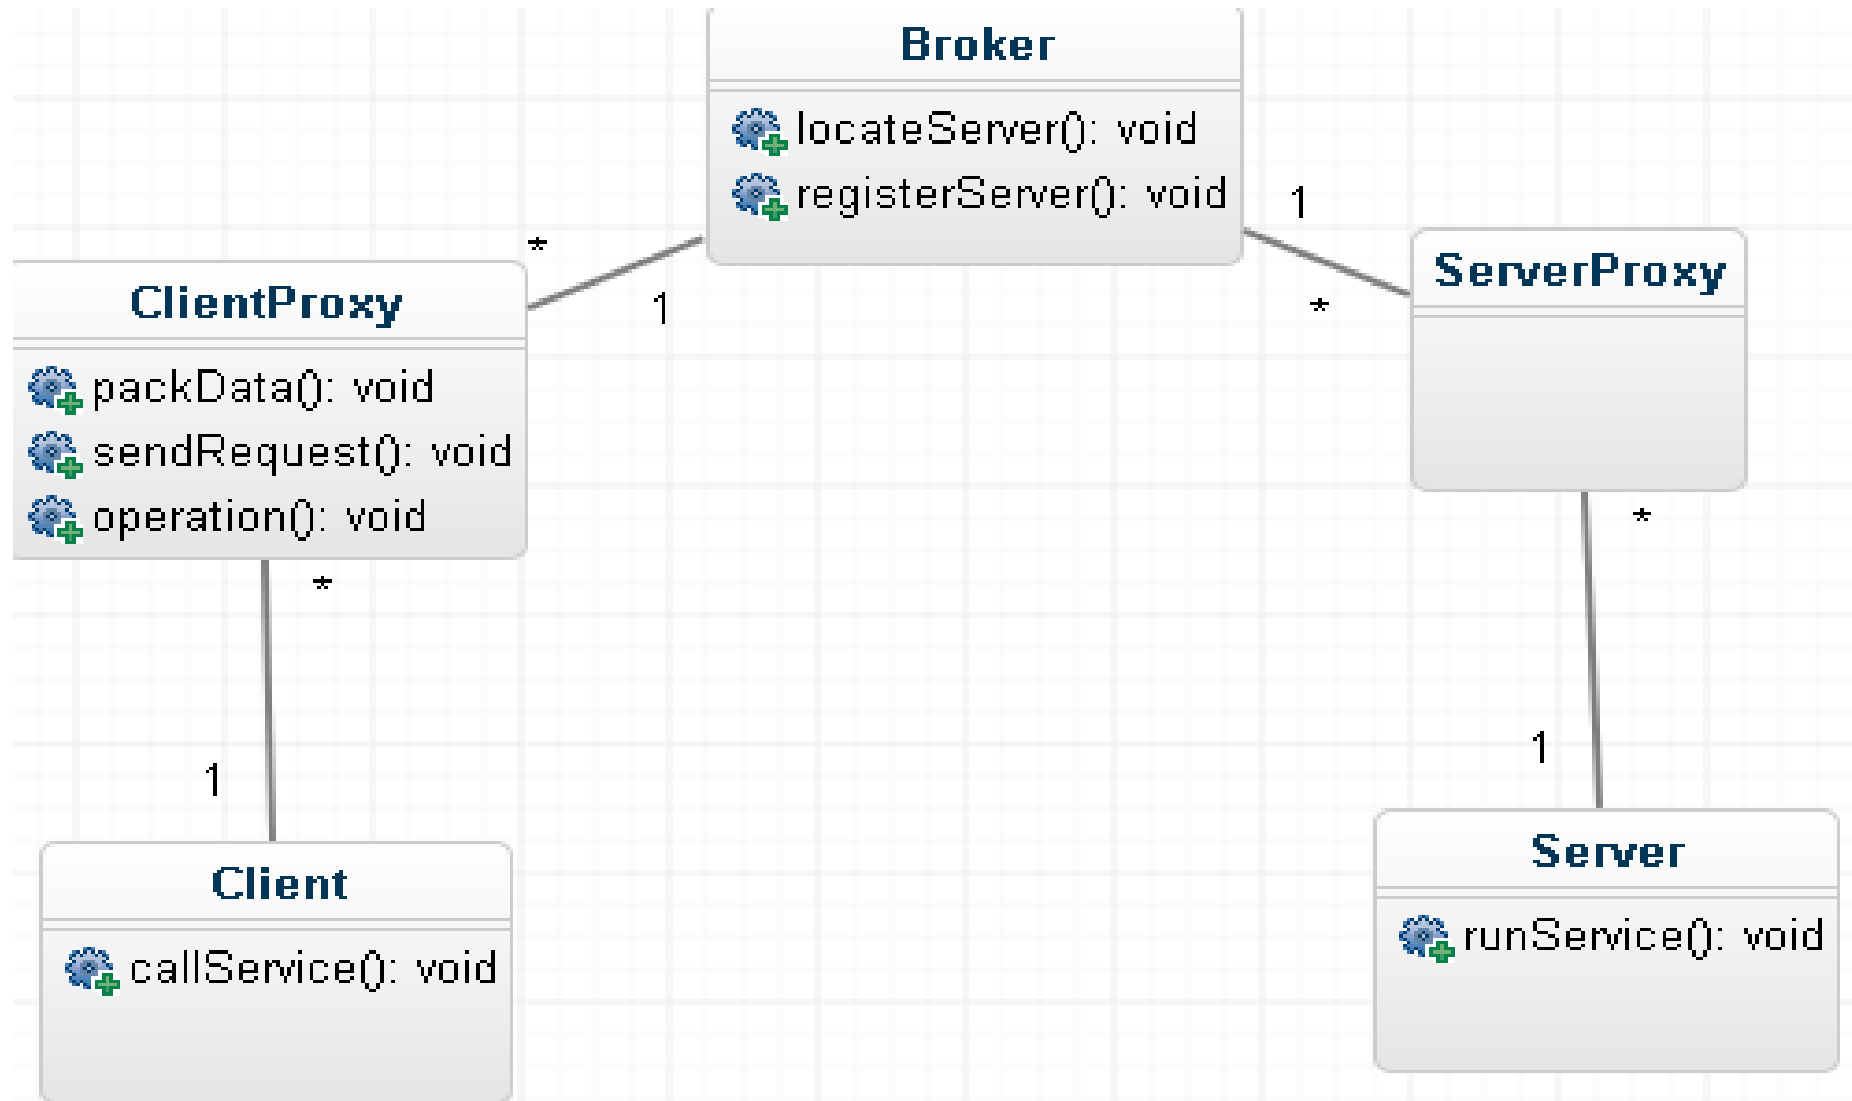 Broker
locateServer(): void
registerServer(): void
1
*
*
1
ServerProxy
ClientProxy
packData(): void
sendRequest(): void
operation(): void
*
*
1
1
Client
callService(): void
Server
runService(): void